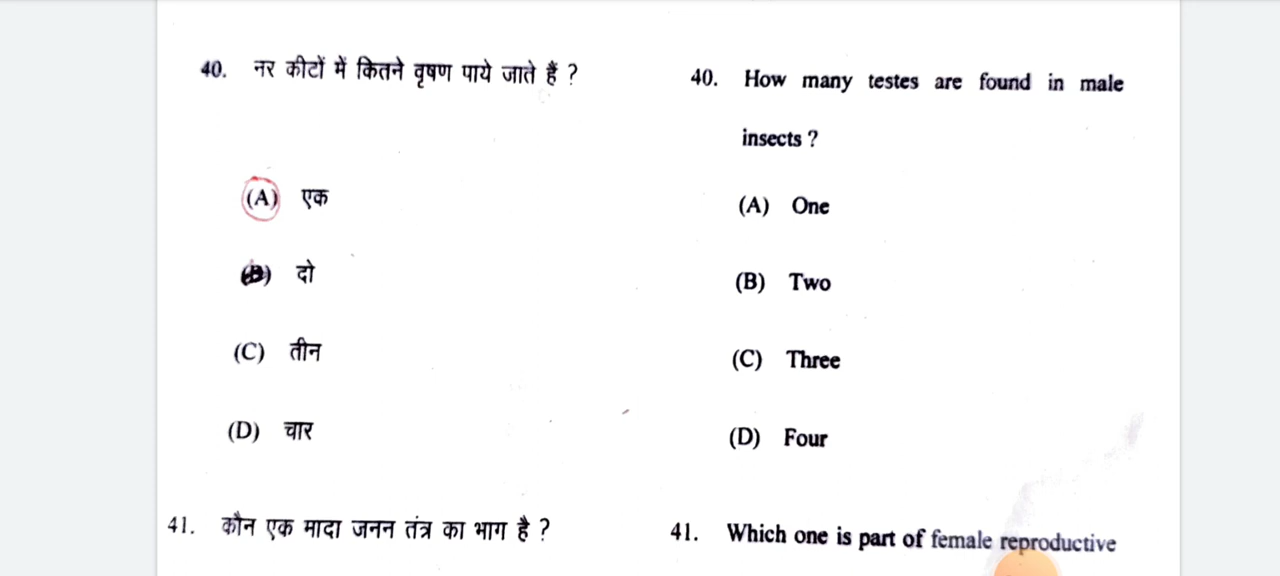 40. नर कीटों में कितने वृषण पाये जाते हैं ?
(A) एक
(B) दो
(C) तीन
(D) चार
41. कौन एक मादा जनन तंत्र का भाग है ?
40. How many testes are found in male
insects ?
(A) One
(B) Two
(C) Three
(D) Four
41. Which one is part of female reproductive